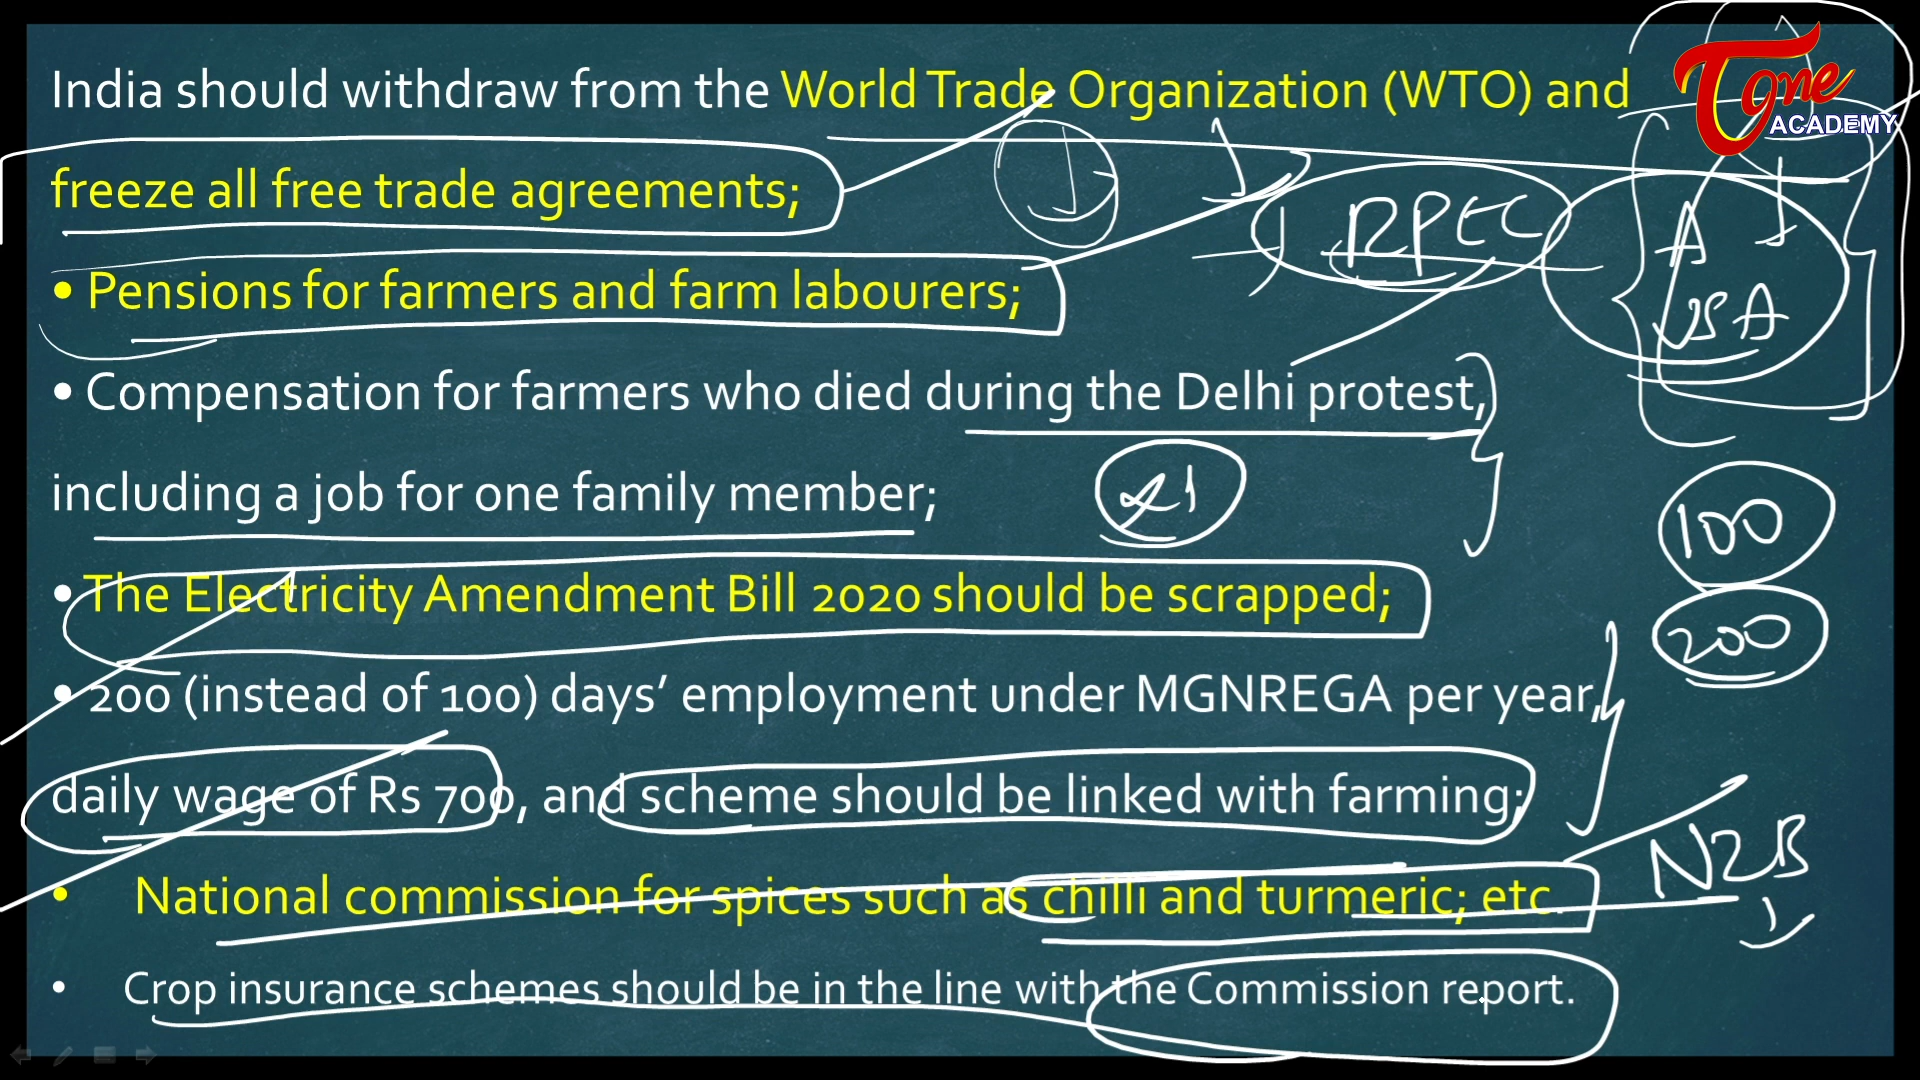 India should withdraw from the World Trade Organization (WTO) and
freeze all free trade agreements;
• Pensions for farmers and farm labourers;
• Compensation for farmers who died during the Delhi protest,
including a job for one family member;
• The Electricity Amendment Bill 2020 should be scrapped;
• 200 (instead of 100) days’ employment under MGNREGA per year,
daily wage of Rs 700, and scheme should be linked with farming;
• National commission for spices such as chilli and turmeric; etc.
• Crop insurance schemes should be in the line with the Commission report.
Tone
ACADEMY
RPEC
A
USA
21
100
200
NZB